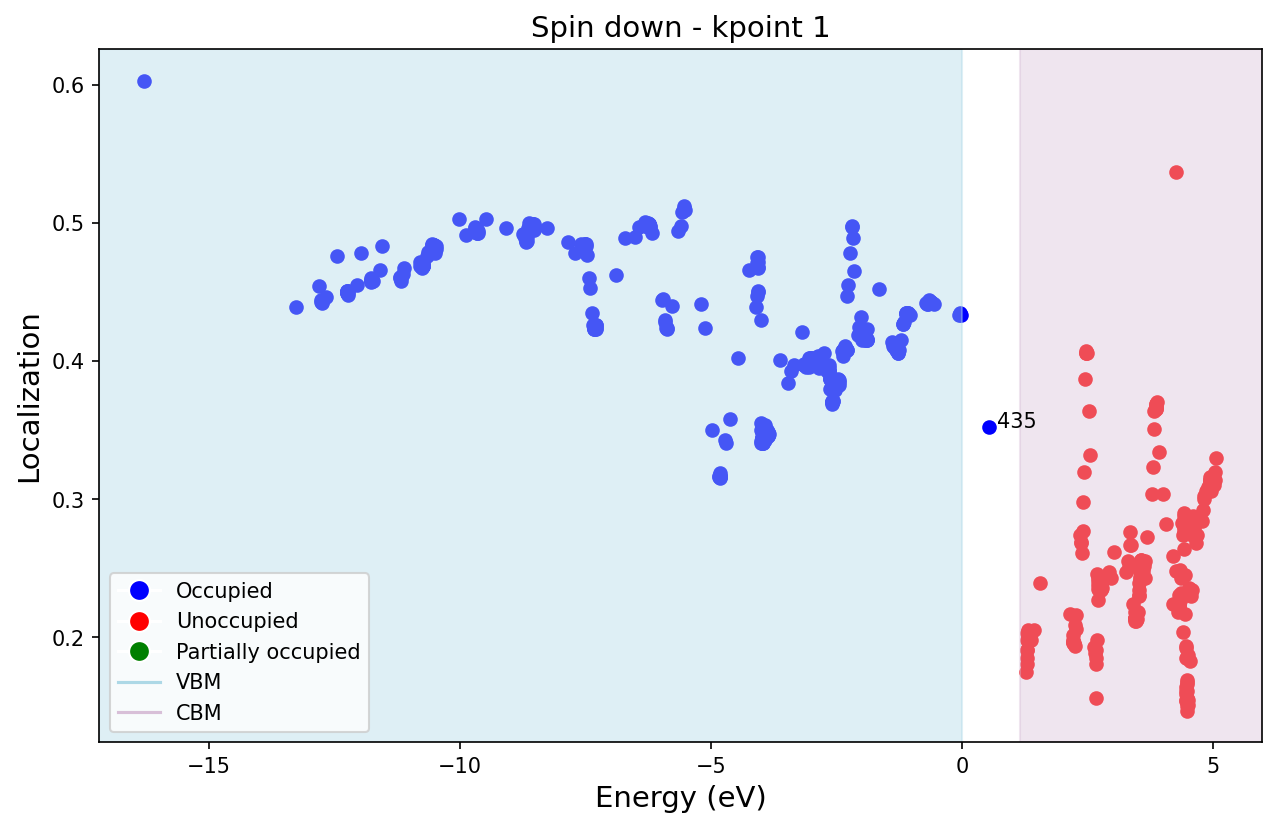 Spin down - kpoint 1
0.6
0.5
0.4
0.3
0.2
Localization
435
Occupied
Unoccupied
Partially occupied
VBM
CBM
−15
−10
−5
0
5
Energy (eV)